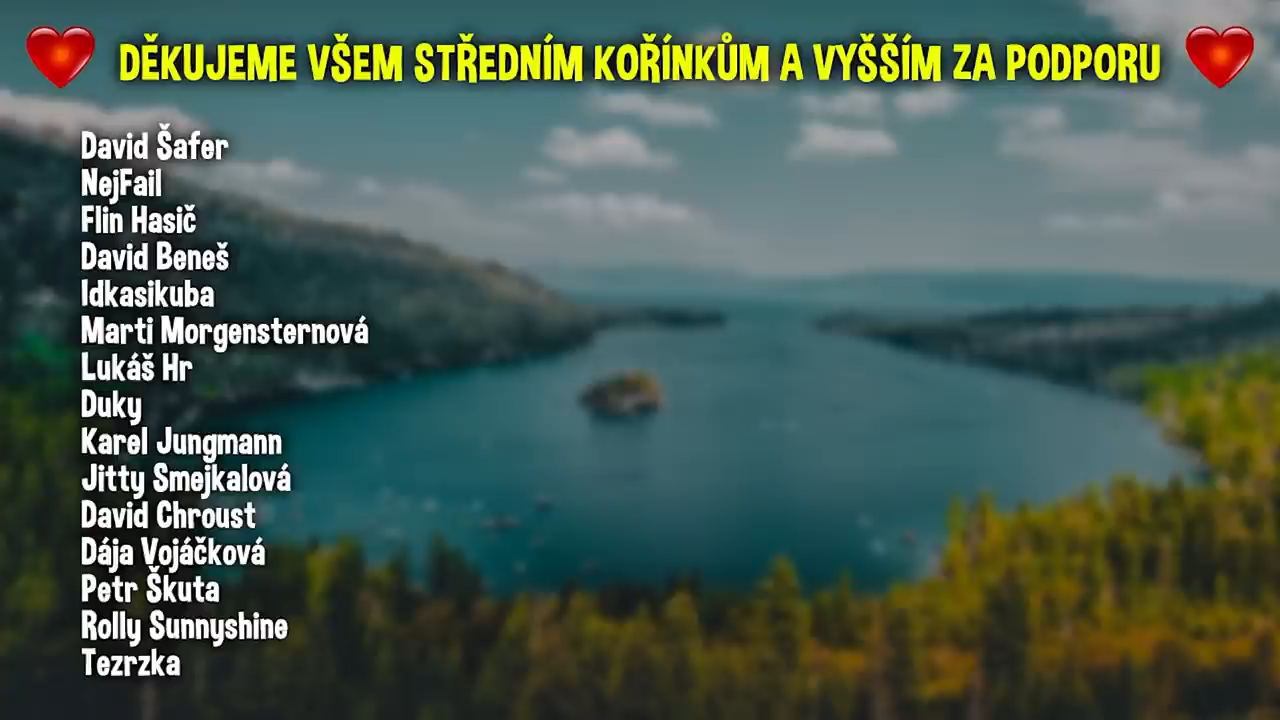 DĚKUJEME VŠEM STŘEDNÍM KOŘÍNKŮM A VYŠŠÍM ZA PODPORU
David Šafer
NejFail
Flin Hasič
David Beneš
Idkasikuba
Marti Morgensternová
Lukáš Hr
Duky
Karel Jungmann
Jitty Smejkalová
David Chroust
Dája Vojáčková
Petr Škuta
Rolly Sunnyshine
Tezrzka